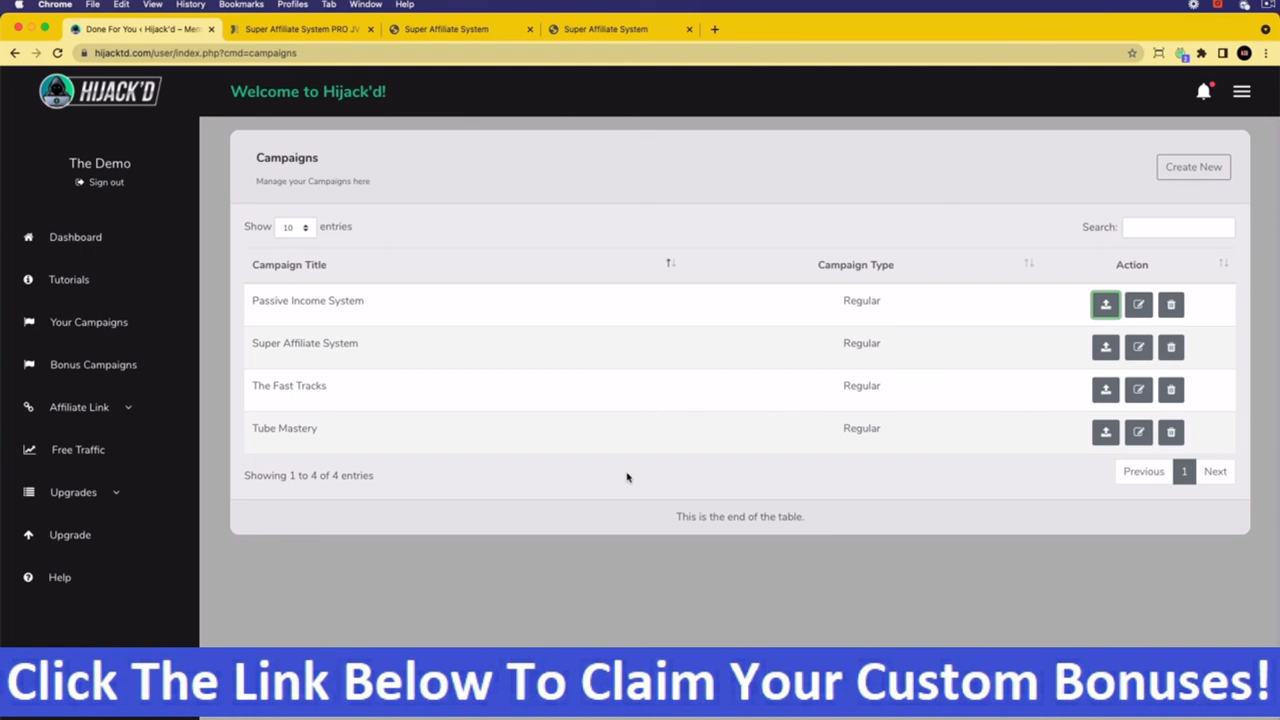 Chrome File Edit View History Bookmarks Profiles Tab Window Help
Done For You ‹ Hijack'd – Mem
Super Affiliate System PRO JV
Super Affiliate System
Super Affiliate System
hijacktd.com/user/index.php?cmd=campaigns
HIJACK'D
Welcome to Hijack'd!
The Demo
Sign out
Dashboard
Tutorials
Your Campaigns
Bonus Campaigns
Affiliate Link
Free Traffic
Upgrades
Upgrade
Help
Campaigns
Manage your Campaigns here
Create New
Show 10 entries
Search:
Campaign Title Campaign Type Action
Passive Income System Regular
Super Affiliate System Regular
The Fast Tracks Regular
Tube Mastery Regular
Showing 1 to 4 of 4 entries
Previous 1 Next
This is the end of the table.
Click The Link Below To Claim Your Custom Bonuses!